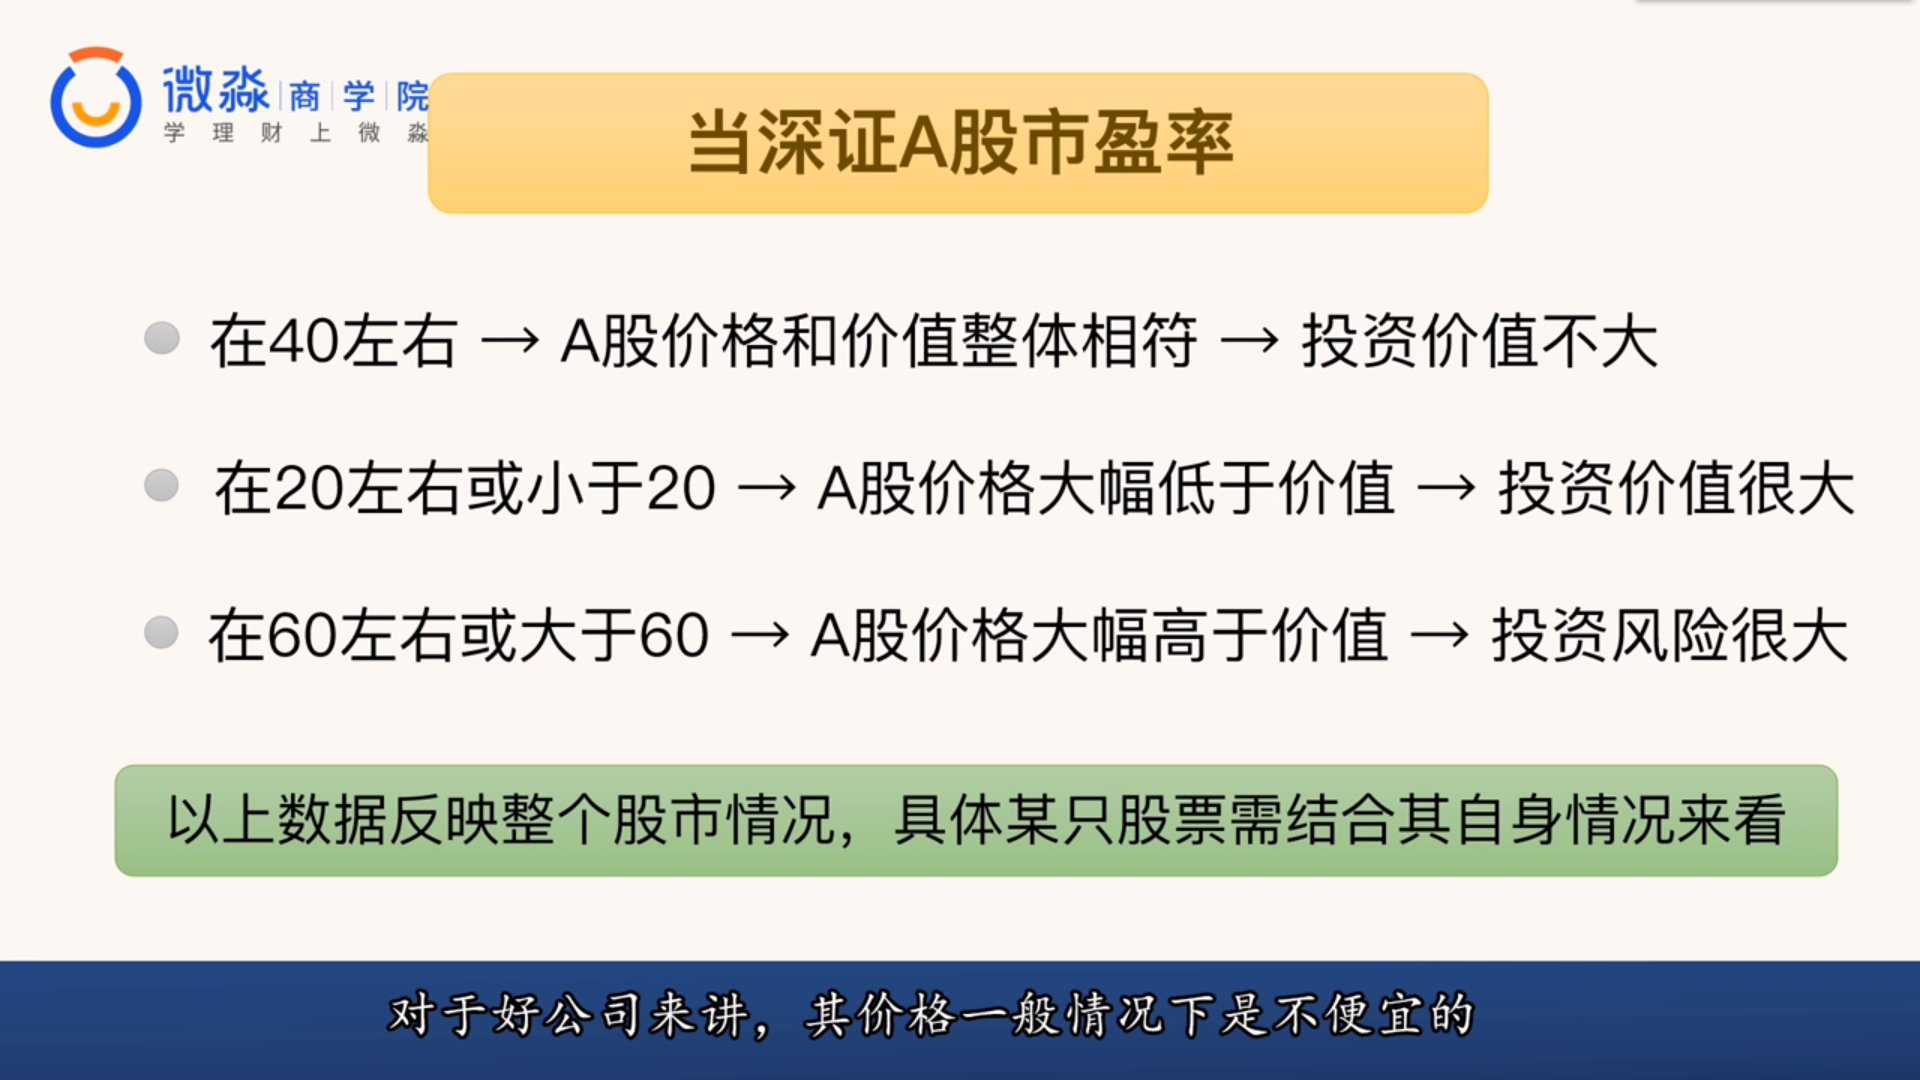 微淼 商 学 院
学 理 财 上 微 淼
当深证A股市盈率
在40左右 → A股价格和价值整体相符 → 投资价值不大
在20左右或小于20 → A股价格大幅低于价值 → 投资价值很大
在60左右或大于60 → A股价格大幅高于价值 → 投资风险很大
以上数据反映整个股市情况，具体某只股票需结合其自身情况来看
对于好公司来讲，其价格一般情况下是不便宜的